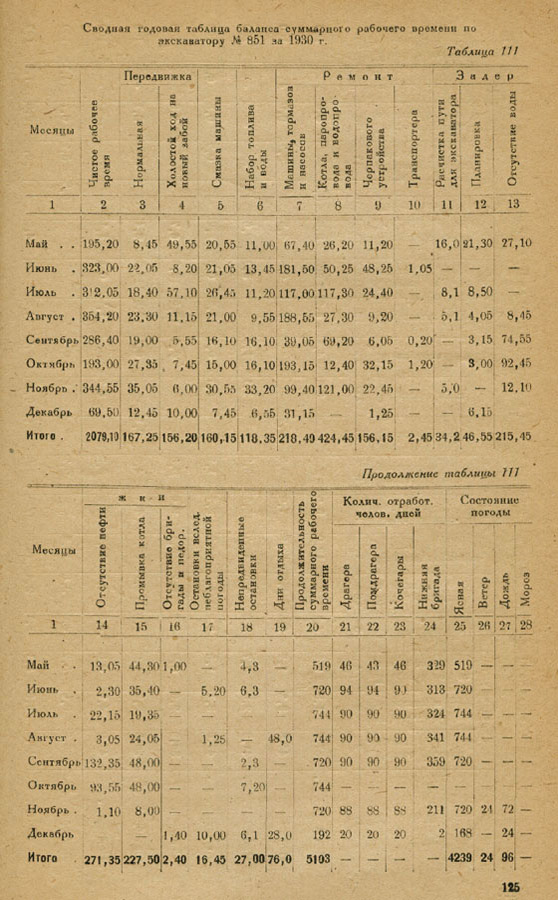 Сводная годовая таблица баланса суммарного рабочего времени по
экскаватору № 851 за 1930 г.
Таблица III
Месяцы
Чистое рабочее время
Передвижка
Нормальная
Холостой ход на новый забой
Смазка машины
Набор топлива и воды
Ремонт
Машины, тормазов и насосов
Котла, паропровода и водопровода
Черпакового устройства
Транспортера
Задер
Расчистка пути для экскаватора
Планировка
Отсутствие воды
1 2 3 4 5 6 7 8 9 10 11 12 13
Май . . 195,20 8,45 49,55 20,55 11,00 67,40 26,20 11,20 — 16,0 21,30 27,10
Июнь . 323,00 22,05 8,20 21,05 13,45 181,50 50,25 48,25 1,05 — — —
Июль . 312,05 18,40 57,10 26,45 11,20 117,00 117,30 24,40 — 8,1 8,50 —
Август . 354,20 23,30 11,15 21,00 9,55 188,55 27,30 9,20 — 5,1 4,05 8,45
Сентябрь 286,40 19,00 5,55 16,10 16,10 39,05 69,20 6,05 0,20 — 3,15 74,55
Октябрь . 193,00 27,35 7,45 15,00 16,10 193,15 12,40 32,15 1,20 — 3,00 92,45
Ноябрь . 344,55 35,05 6,00 30,55 33,20 99,40 121,00 22,45 — 5,0 — 12,10
Декабрь 69,50 12,45 10,00 7,45 6,55 31,15 — 1,25 — — 6,15
Итого . 2079,10 167,25 156,20 160,15 118,35 218,49 424,45 156,15 2,45 34,2 46,55 215,45
Продолжение таблицы III
Месяцы
жки
Отсутствие нефти
Промывка котла
Отсутствие бригады и недор.
Остановки вслед. неблагоприятной погоды
Непредвиденные остановки
Дни отдыха
Продолжительность суммарного рабочего времени
Колич. отработ. челов. дней
Драгера
Поддрагера
Кочегары
Нижняя бригада
Состояние погоды
Ясная
Ветер
Дождь
Мороз
1 14 15 16 17 18 19 20 21 22 23 24 25 26 27 28
Май . 13,05 44,30 1,00 — 4,3 519 46 43 46 329 519 — — —
Июнь . 2,30 35,40 — 5,20 6,3 720 94 94 313 720 — — —
Июль . 22,15 19,35 — — — 744 90 90 90 324 744 — — —
Август . 3,05 24,05 — 1,25 — 48,0 744 90 90 90 341 744 — — —
Сентябрь 132,35 48,00 — — 2,3 — 720 90 90 90 359 720 — — —
Октябрь 93,55 48,00 — — 7,20 — 744 — — — — — — — —
Ноябрь . 1,10 8,00 — — — 720 88 88 88 211 720 24 72 —
Декабрь — 1,40 10,00 6,1 28,0 192 20 20 20 2 168 — 24 —
Итого 271,35 227,50 2,40 16,45 27,00 76,0 5103 — — — — 4239 24 96 —
125